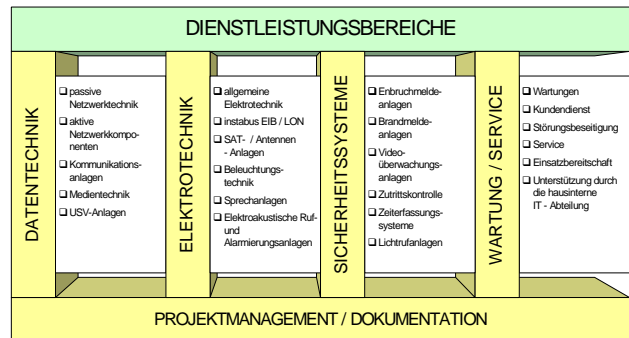 DIENSTLEISTUNGSBEREICHE
DATENTECHNIK
❑ passive
Netzwerktechnik
❑ aktive
Netzwerkkompo-
nenten
❑ Kommunikations-
anlagen
❑ Medientechnik
❑ USV-Anlagen
ELEKTROTECHNIK
❑ allgemeine
Elektrotechnik
❑ instabus EIB / LON
❑ SAT- / Antennen
- Anlagen
❑ Beleuchtungs-
technik
❑ Sprechanlagen
❑ Elektroakustische Ruf-
und
Alarmierungsanlagen
SICHERHEITSSYSTEME
❑ Enbruchmelde-
anlagen
❑ Brandmelde-
anlagen
❑ Video-
überwachungs-
anlagen
❑ Zutrittskontrolle
❑ Zeiterfassungs-
systeme
❑ Lichtrufanlagen
WARTUNG / SERVICE
❑ Wartungen
❑ Kundendienst
❑ Störungsbeseitigung
❑ Service
❑ Einsatzbereitschaft
❑ Unterstützung durch
die hausinterne
IT - Abteilung
PROJEKTMANAGEMENT / DOKUMENTATION